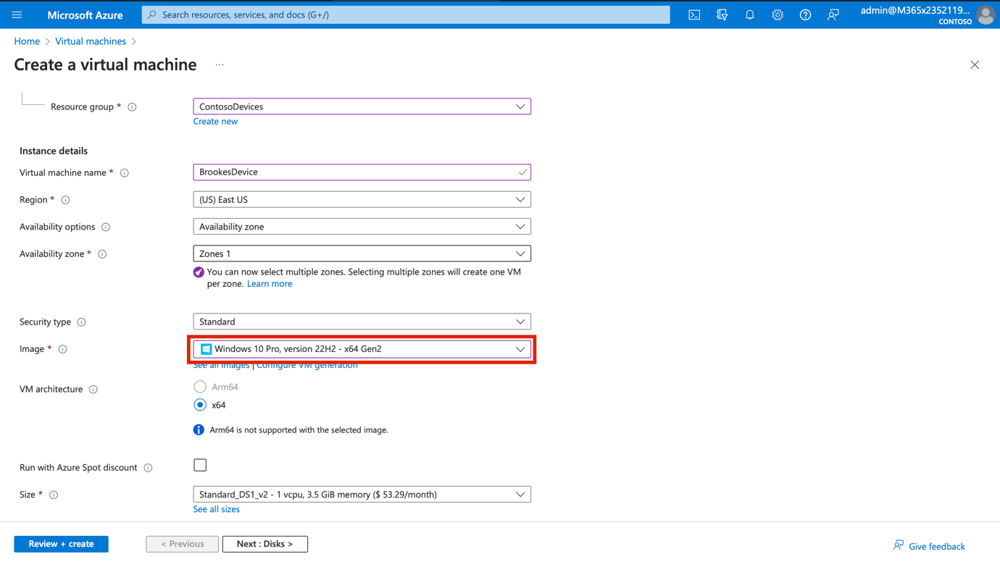 Microsoft Azure
Search resources, services, and docs (G+/)
admin@M365x2352119...
CONTOSO
Home > Virtual machines >
Create a virtual machine ...
Resource group * ContosoDevices
Create new
Instance details
Virtual machine name * BrookesDevice
Region * (US) East US
Availability options Availability zone
Availability zone * Zones 1
You can now select multiple zones. Selecting multiple zones will create one VM
per zone. Learn more
Security type Standard
Image * Windows 10 Pro, version 22H2 - x64 Gen2
See all images | Configure VM generation
VM architecture Arm64
x64
Arm64 is not supported with the selected image.
Run with Azure Spot discount
Size * Standard_DS1_v2 - 1 vcpu, 3.5 GiB memory ($ 53.29/month)
See all sizes
Review + create < Previous Next : Disks > Give feedback